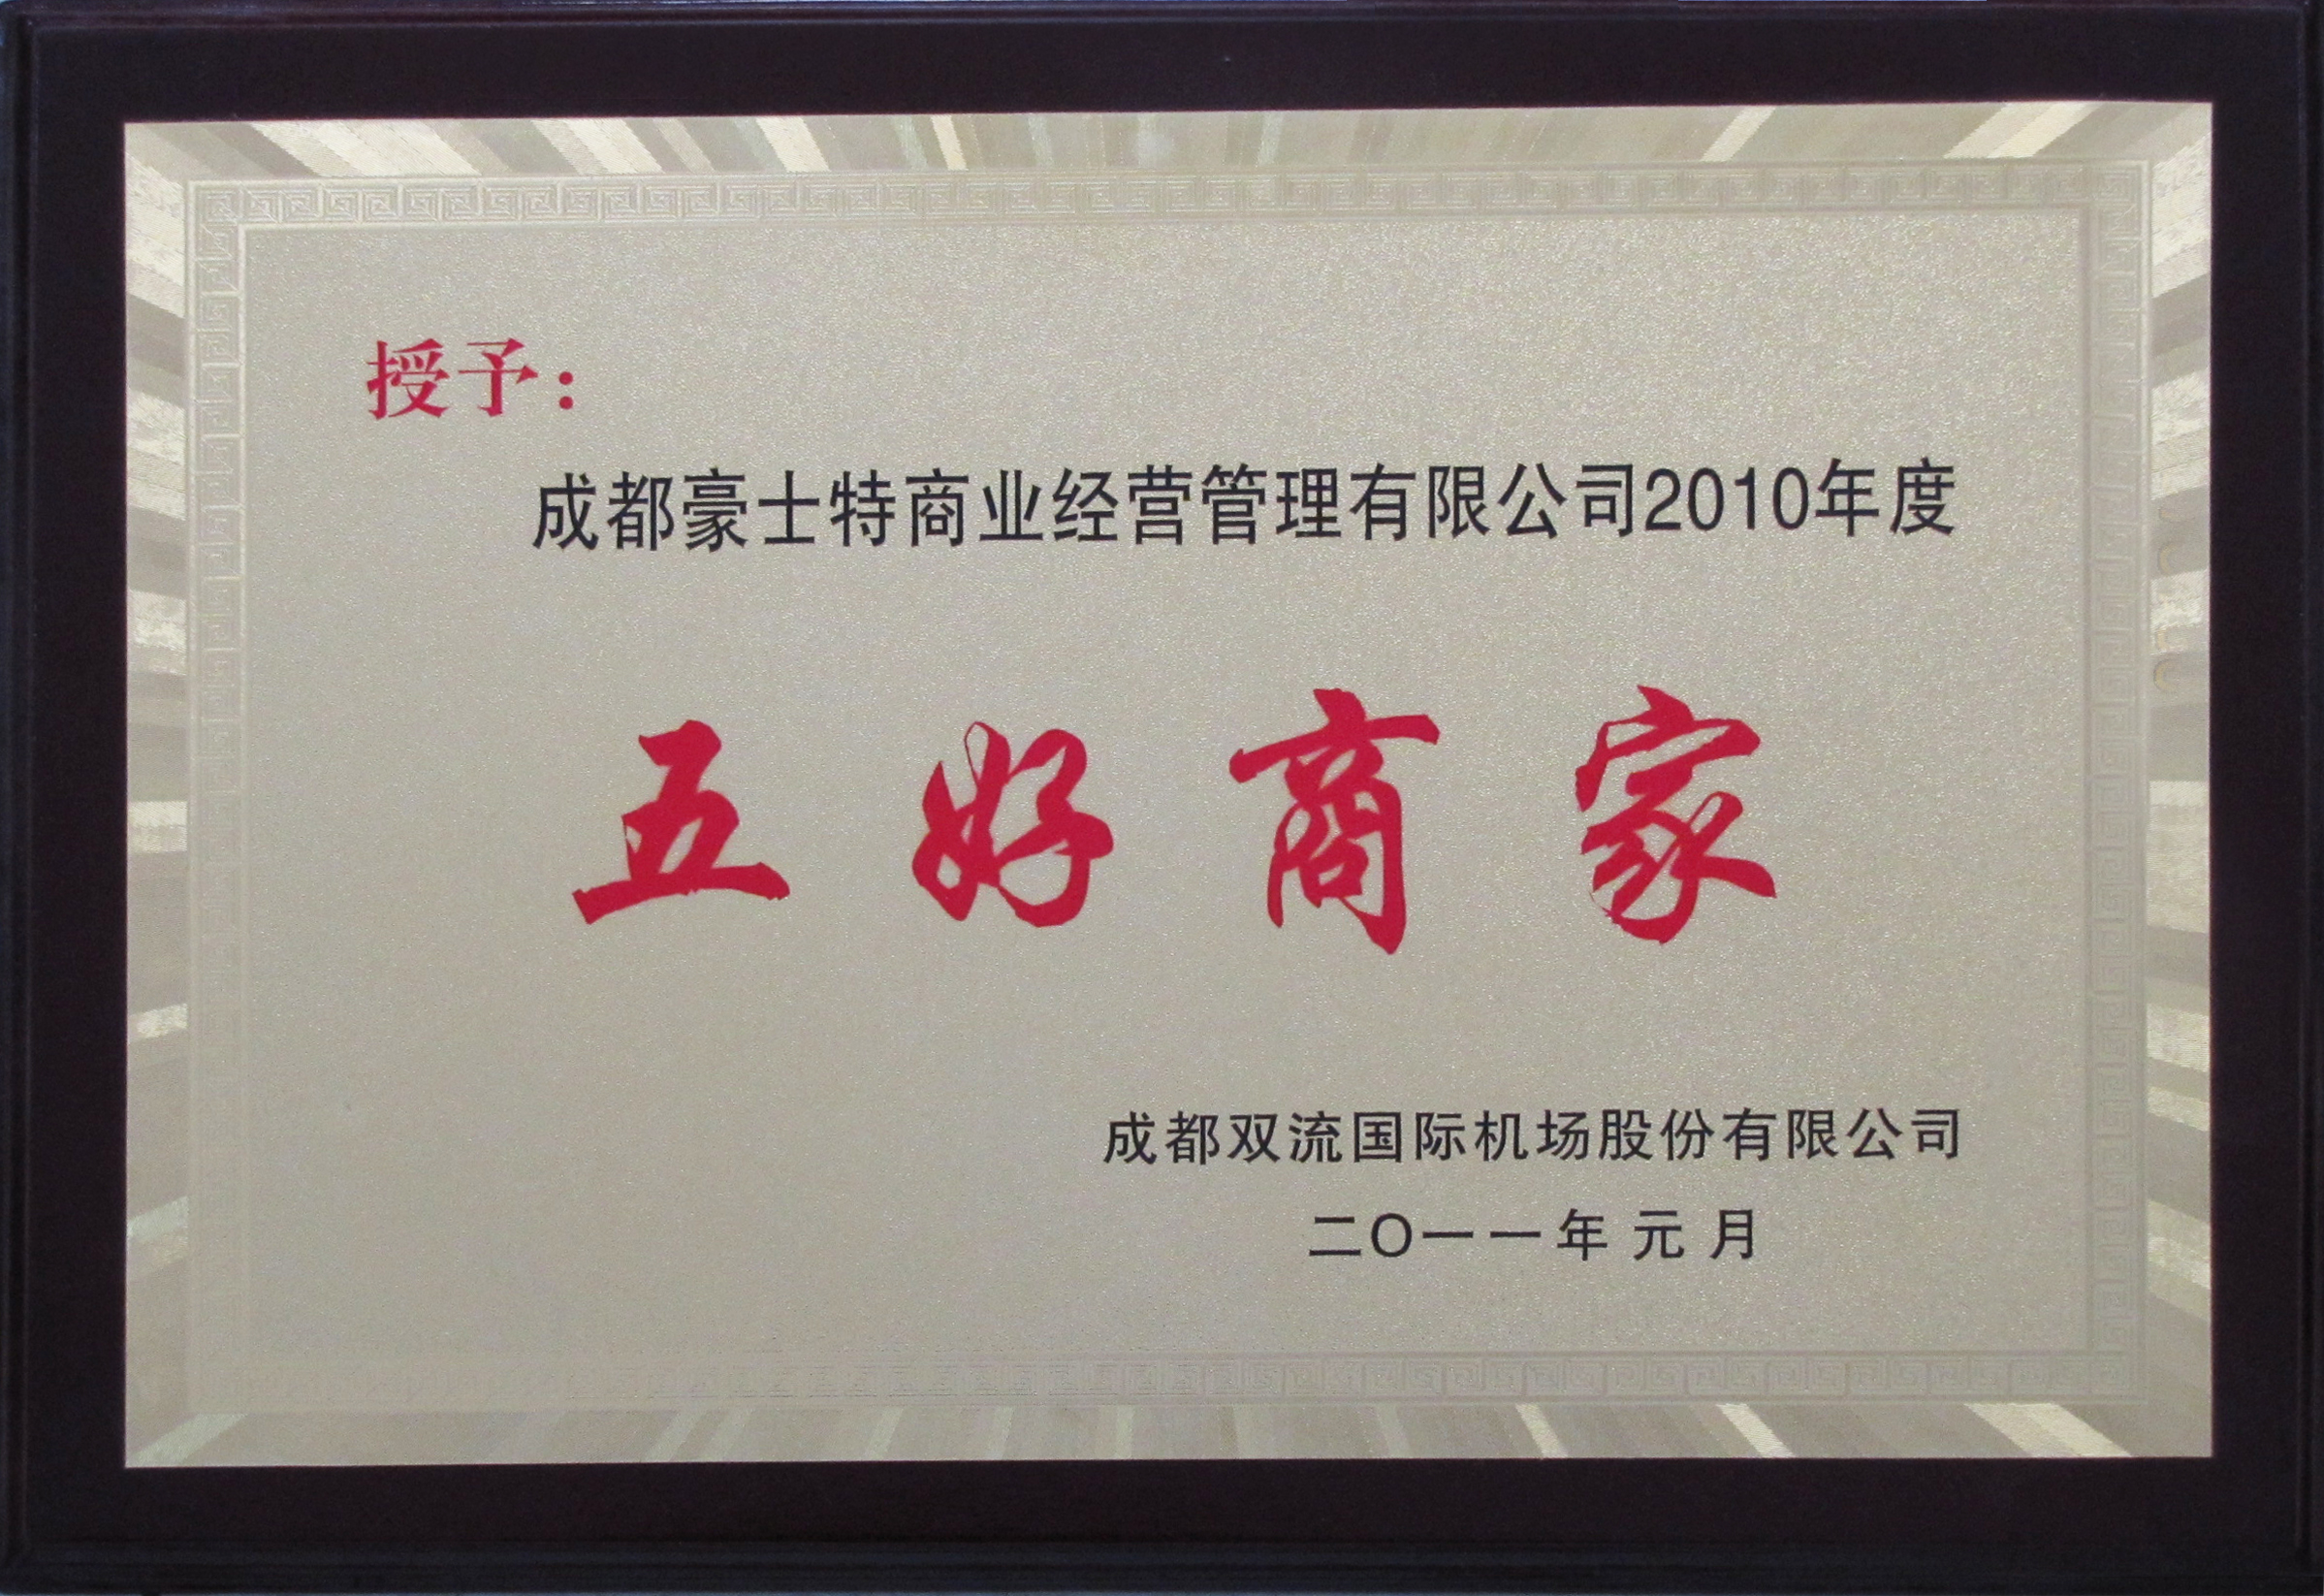 授予：
成都豪士特商业经营管理有限公司2010年度
五好商家
成都双流国际机场股份有限公司
二〇一一年元月